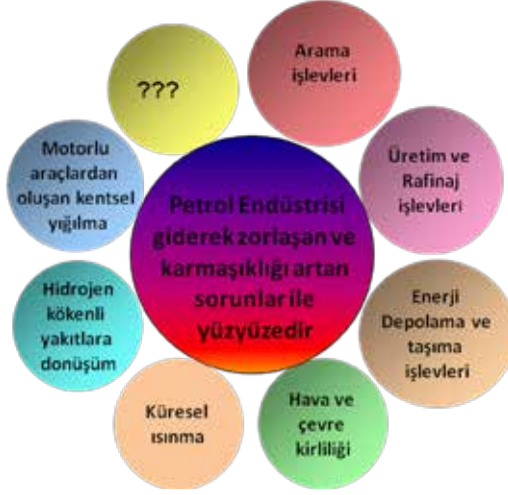 ???
Arama
işlevleri
Üretim ve
Rafinaj
işlevleri
Enerji
Depolama ve
taşıma
işlevleri
Hava ve
çevre
kirliliği
Küresel
ısınma
Hidrojen
kökenli
yakıtlara
donüşüm
Motorlu
araçlardan
oluşan kentsel
yığılma
Petrol Endüstrisi
giderek zorlaşan ve
karmaşıklığı artan
sorunlar ile
yüzyüzedir